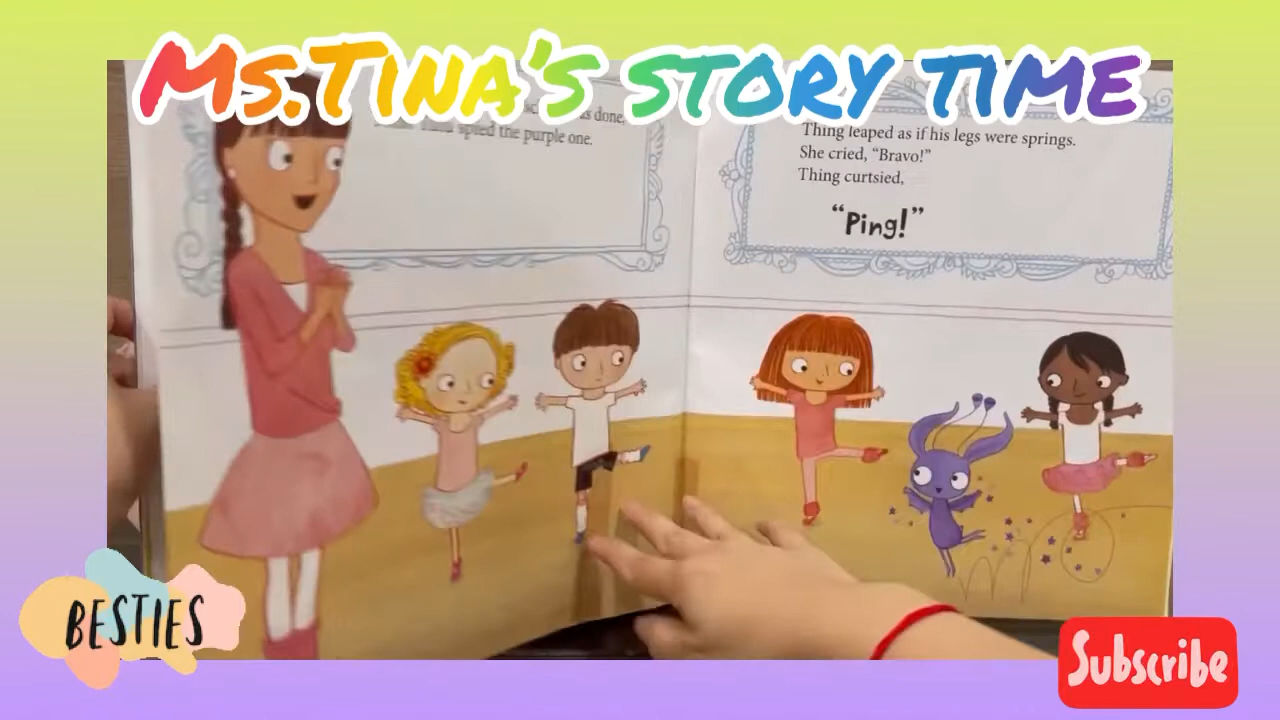 Ms.Tina's story time
done,
spied the purple one.
Thing leaped as if his legs were springs.
She cried, “Bravo!”
Thing curtsied,
“Ping!”
BESTIES
Subscribe